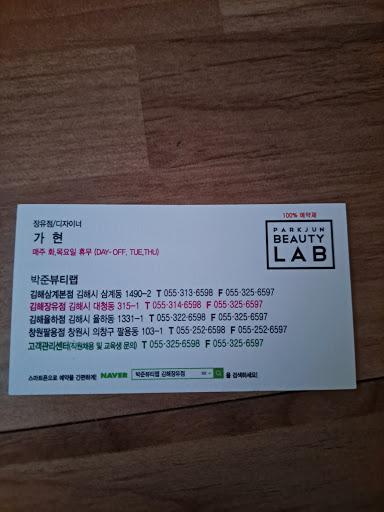 100% 예약제
PARKJUN
BEAUTY
LAB
장유점/디자이너
가 현
매주 화,목요일 휴무 (DAY-OFF, TUE,THU)
박준뷰티랩
김해삼계본점 김해시 삼계동 1490-2 T 055-313-6598 F 055-325-6597
김해장유점 김해시 대청동 315-1 T 055-314-6598 F 055-325-6597
김해율하점 김해시 율하동 1331-1 T 055-322-6598 F 055-325-6597
창원팔용점 창원시 의창구 팔용동 103-1 T 055-252-6598 F 055-252-6597
고객관리센터(직원채용 및 교육생 문의) T 055-325-6598 F 055-325-6597
스마트폰으로 예약을 간편하게! NAVER 박준뷰티랩 김해장유점 을 검색하세요!